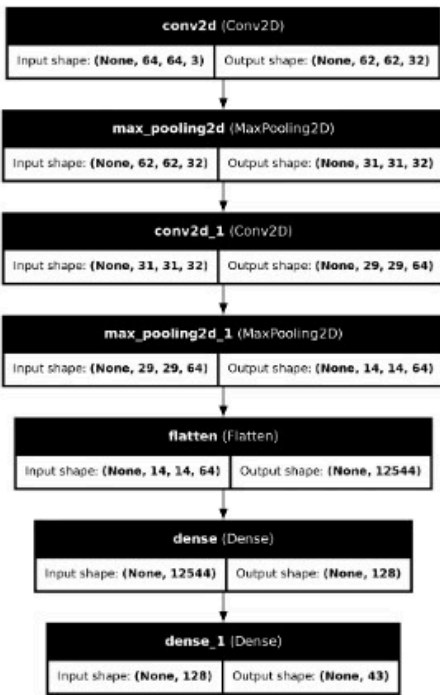 conv2d (Conv2D)
Input shape: (None, 64, 64, 3) Output shape: (None, 62, 62, 32)
max_pooling2d (MaxPooling2D)
Input shape: (None, 62, 62, 32) Output shape: (None, 31, 31, 32)
conv2d_1 (Conv2D)
Input shape: (None, 31, 31, 32) Output shape: (None, 29, 29, 64)
max_pooling2d_1 (MaxPooling2D)
Input shape: (None, 29, 29, 64) Output shape: (None, 14, 14, 64)
flatten (Flatten)
Input shape: (None, 14, 14, 64) Output shape: (None, 12544)
dense (Dense)
Input shape: (None, 12544) Output shape: (None, 128)
dense_1 (Dense)
Input shape: (None, 128) Output shape: (None, 43)